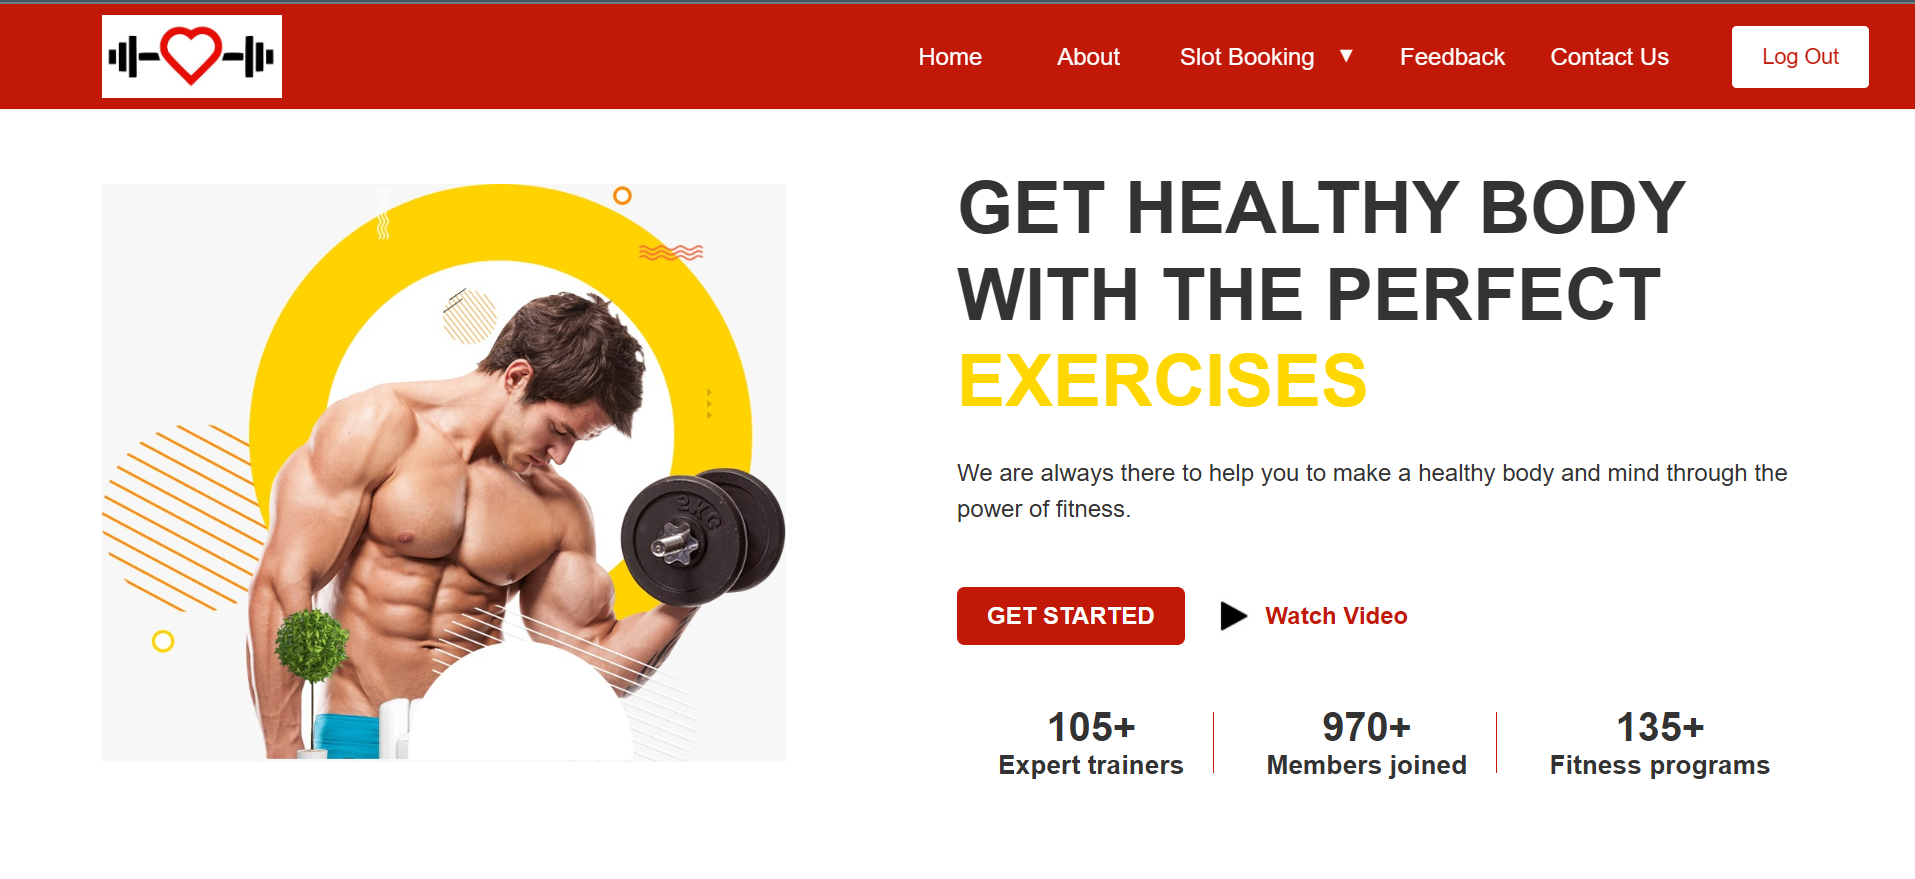 Home About Slot Booking ▼ Feedback Contact Us Log Out
GET HEALTHY BODY
WITH THE PERFECT
EXERCISES
We are always there to help you to make a healthy body and mind through the
power of fitness.
GET STARTED Watch Video
105+ 970+ 135+
Expert trainers Members joined Fitness programs
2KG